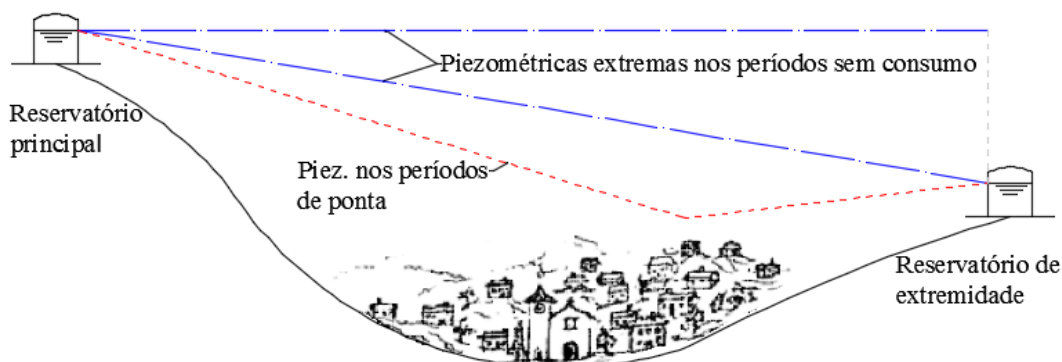 Piezométricas extremas nos períodos sem consumo
Reservatório
principal
Piez. nos períodos
de ponta
Reservatório de
extremidade